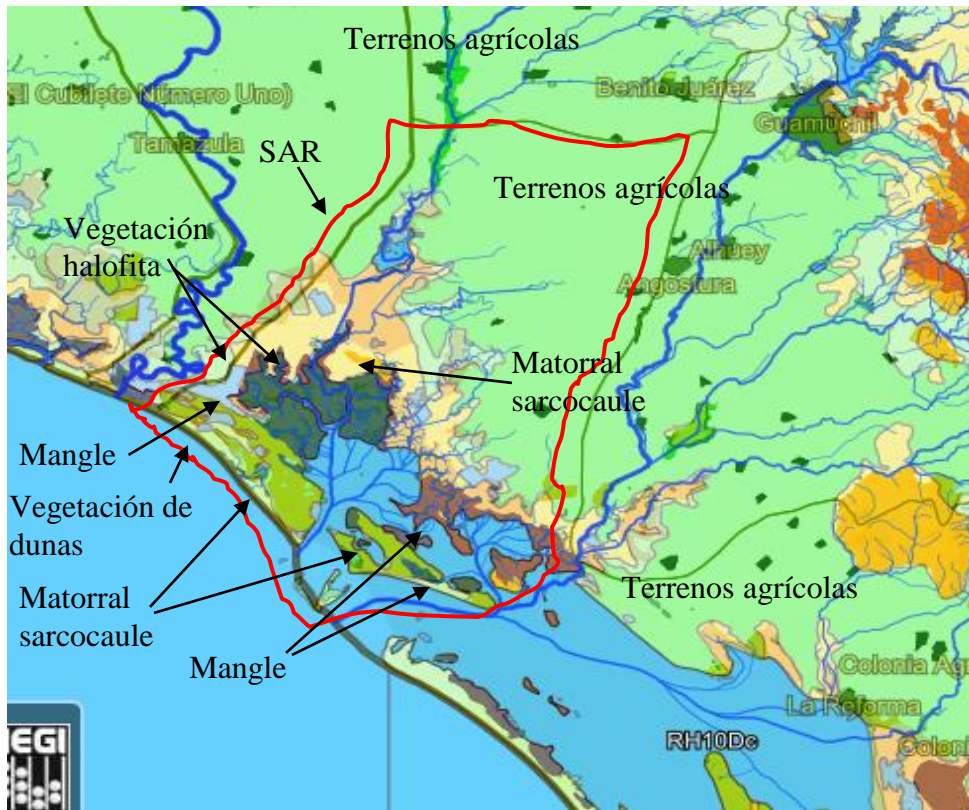 Terrenos agrícolas
El Cubilete Número Uno)
Benito Juárez
Guamúchil
Tamazula
SAR
Terrenos agrícolas
Vegetación
halofita
Alhuey
Angostura
Matorral
sarcocaule
Mangle
Vegetación de
dunas
Matorral
sarcocaule
Terrenos agrícolas
Mangle
Colonia Ag
La Reforma
RH10Dc
Coloni
EGI